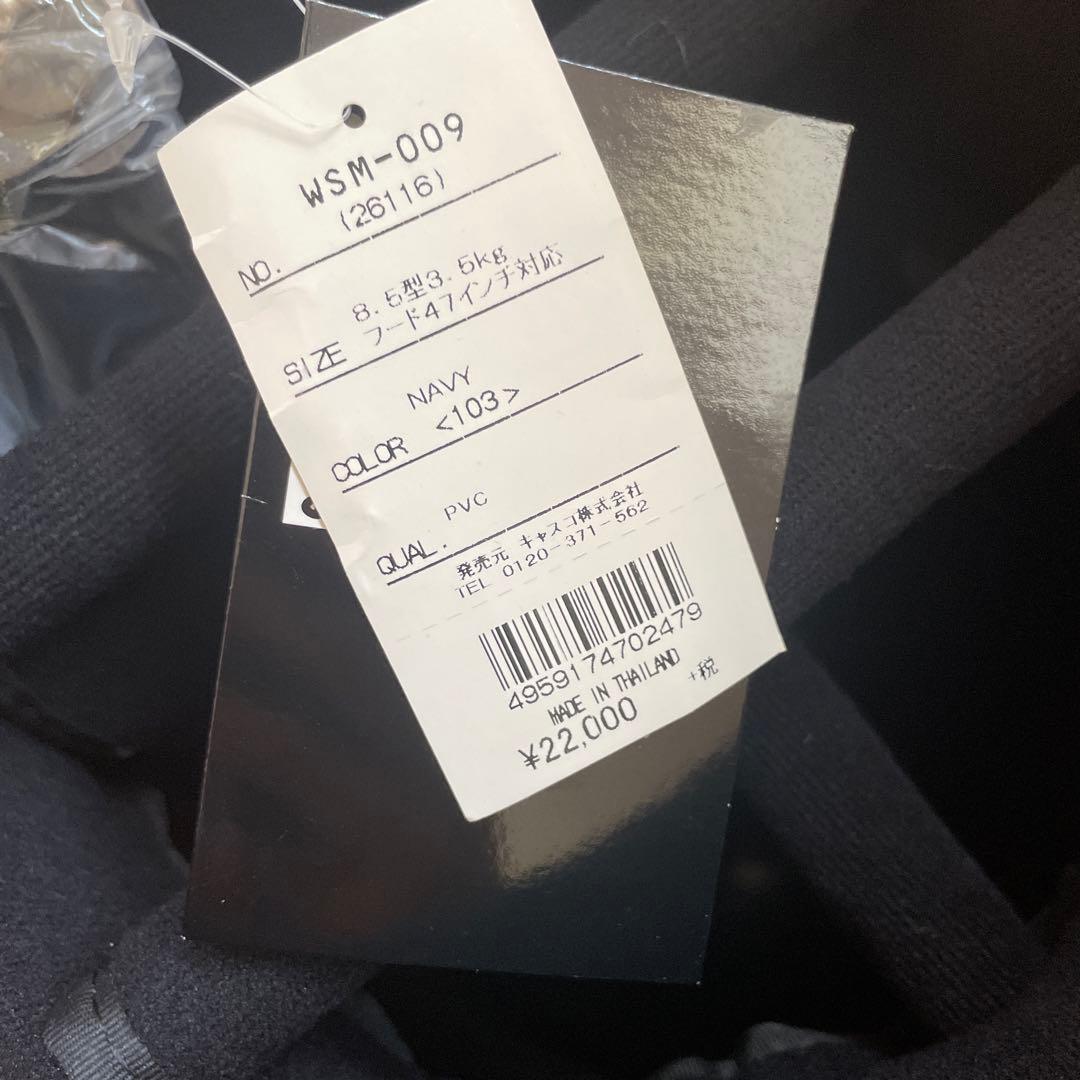 WSM-009
(26116)
NO.
8.5型3.5kg
フード47インチ対応
SIZE
NAVY
<103>
COLOR
PVC
QUAL.
発売元 キャスコ株式会社
TEL 0120-371-562
4959174702479
MADE IN THAILAND
¥22,000 +税